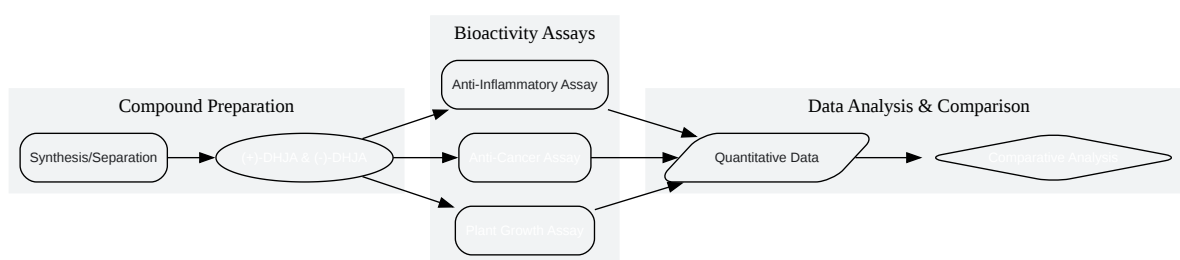 Bioactivity Assays
Anti-Inflammatory Assay
Compound Preparation
Data Analysis & Comparison
Synthesis/Separation
(+)-DHJA & (-)-DHJA
Anti-Cancer Assay
Quantitative Data
Comparative Analysis
Plant Growth Assay